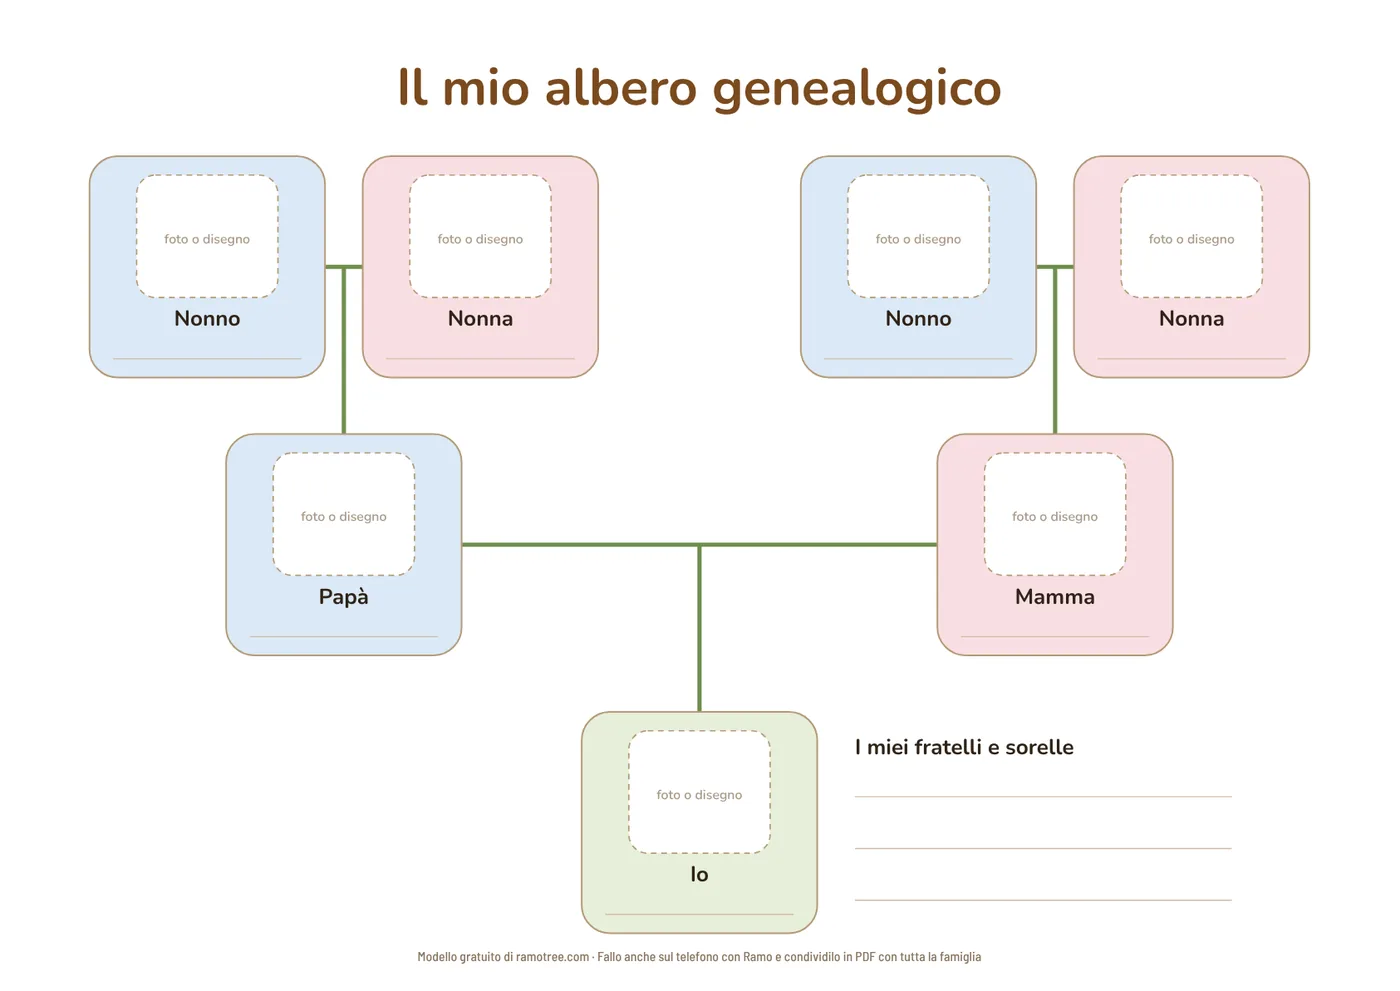 Il mio albero genealogico
foto o disegno
foto o disegno
foto o disegno
foto o disegno
Nonno
Nonna
Nonno
Nonna
foto o disegno
foto o disegno
Papà
Mamma
I miei fratelli e sorelle
foto o disegno
Io
Modello gratuito di ramotree.com · Fallo anche sul telefono con Ramo e condividilo in PDF con tutta la famiglia